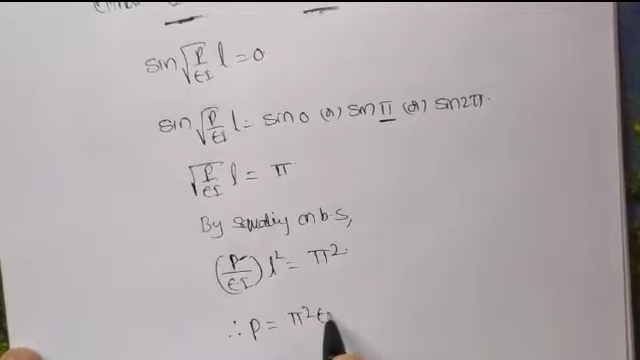 sin √(P/EI) l = 0
sin √(P/EI) l = sin 0 (or) sin π (or) sin 2π.
√(P/EI) l = π
By squaring on b.s,
(P/EI) l² = π².
∴ P = π² E